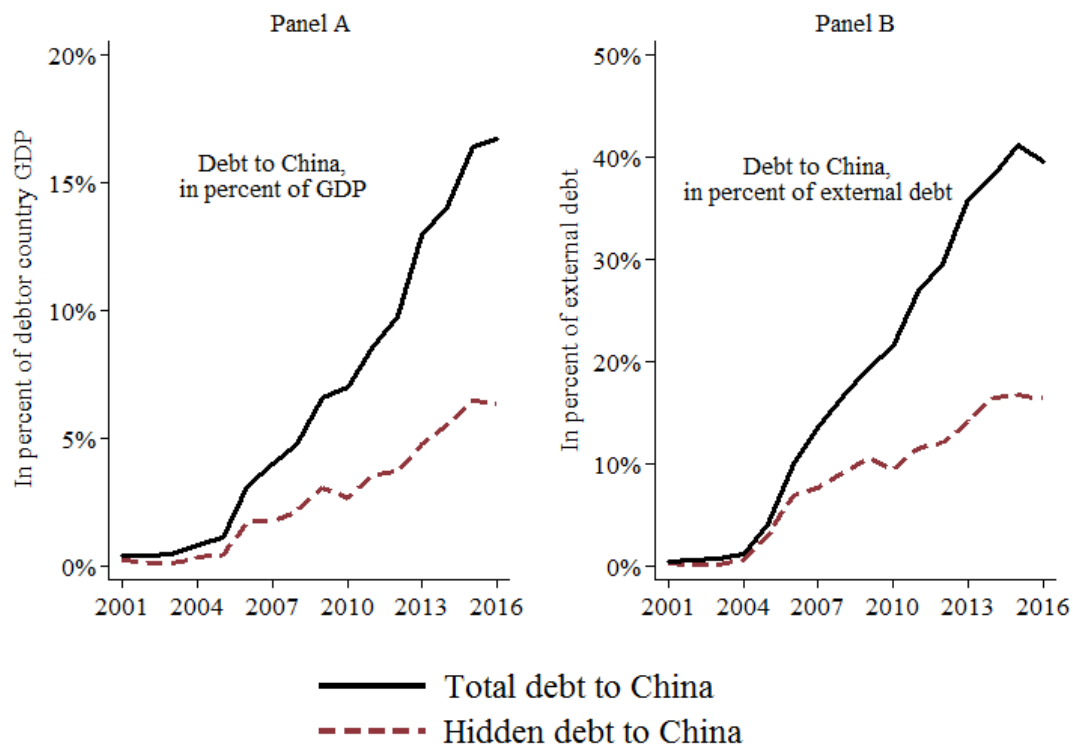 Panel A
20%
15%
10%
5%
0%
In percent of debtor country GDP
Debt to China,
in percent of GDP
2001 2004 2007 2010 2013 2016
Panel B
50%
40%
30%
20%
10%
0%
In percent of external debt
Debt to China,
in percent of external debt
2001 2004 2007 2010 2013 2016
Total debt to China
Hidden debt to China